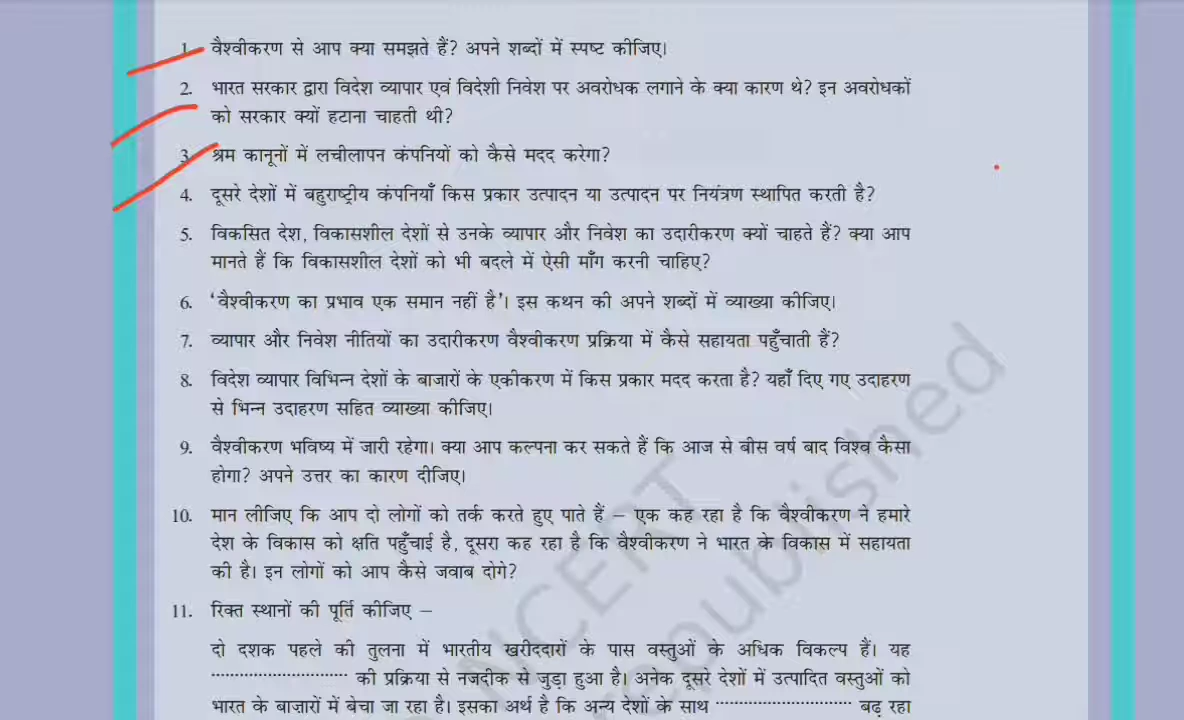 1. वैश्वीकरण से आप क्या समझते हैं? अपने शब्दों में स्पष्ट कीजिए।
2. भारत सरकार द्वारा विदेश व्यापार एवं विदेशी निवेश पर अवरोधक लगाने के क्या कारण थे? इन अवरोधकों
को सरकार क्यों हटाना चाहती थी?
3. श्रम कानूनों में लचीलापन कंपनियों को कैसे मदद करेगा?
4. दूसरे देशों में बहुराष्ट्रीय कंपनियाँ किस प्रकार उत्पादन या उत्पादन पर नियंत्रण स्थापित करती है?
5. विकसित देश, विकासशील देशों से उनके व्यापार और निवेश का उदारीकरण क्यों चाहते हैं? क्या आप
मानते हैं कि विकासशील देशों को भी बदले में ऐसी माँग करनी चाहिए?
6. 'वैश्वीकरण का प्रभाव एक समान नहीं है'। इस कथन की अपने शब्दों में व्याख्या कीजिए।
7. व्यापार और निवेश नीतियों का उदारीकरण वैश्वीकरण प्रक्रिया में कैसे सहायता पहुँचाती हैं?
8. विदेश व्यापार विभिन्न देशों के बाजारों के एकीकरण में किस प्रकार मदद करता है? यहाँ दिए गए उदाहरण
से भिन्न उदाहरण सहित व्याख्या कीजिए।
9. वैश्वीकरण भविष्य में जारी रहेगा। क्या आप कल्पना कर सकते हैं कि आज से बीस वर्ष बाद विश्व कैसा
होगा? अपने उत्तर का कारण दीजिए।
10. मान लीजिए कि आप दो लोगों को तर्क करते हुए पाते हैं – एक कह रहा है कि वैश्वीकरण ने हमारे
देश के विकास को क्षति पहुँचाई है, दूसरा कह रहा है कि वैश्वीकरण ने भारत के विकास में सहायता
की है। इन लोगों को आप कैसे जवाब दोगे?
11. रिक्त स्थानों की पूर्ति कीजिए –
दो दशक पहले की तुलना में भारतीय खरीददारों के पास वस्तुओं के अधिक विकल्प हैं। यह
........................... की प्रक्रिया से नजदीक से जुड़ा हुआ है। अनेक दूसरे देशों में उत्पादित वस्तुओं को
भारत के बाज़ारों में बेचा जा रहा है। इसका अर्थ है कि अन्य देशों के साथ ........................... बढ़ रहा
NCERT
republished